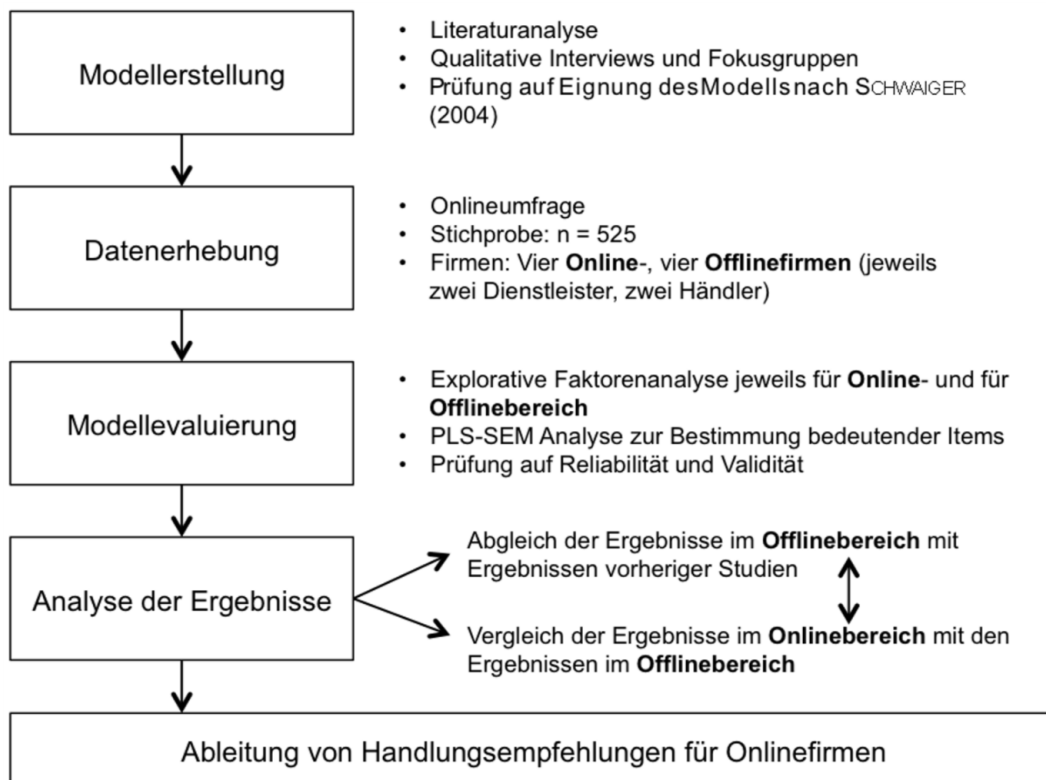 Modellerstellung
• Literaturanalyse
• Qualitative Interviews und Fokusgruppen
• Prüfung auf Eignung des Modells nach SCHWAIGER
(2004)
Datenerhebung
• Onlineumfrage
• Stichprobe: n = 525
• Firmen: Vier Online-, vier Offlinefirmen (jeweils
zwei Dienstleister, zwei Händler)
Modellevaluierung
• Explorative Faktorenanalyse jeweils für Online- und für
Offlinebereich
• PLS-SEM Analyse zur Bestimmung bedeutender Items
• Prüfung auf Reliabilität und Validität
Analyse der Ergebnisse
Abgleich der Ergebnisse im Offlinebereich mit
Ergebnissen vorheriger Studien
Vergleich der Ergebnisse im Onlinebereich mit den
Ergebnissen im Offlinebereich
Ableitung von Handlungsempfehlungen für Onlinefirmen